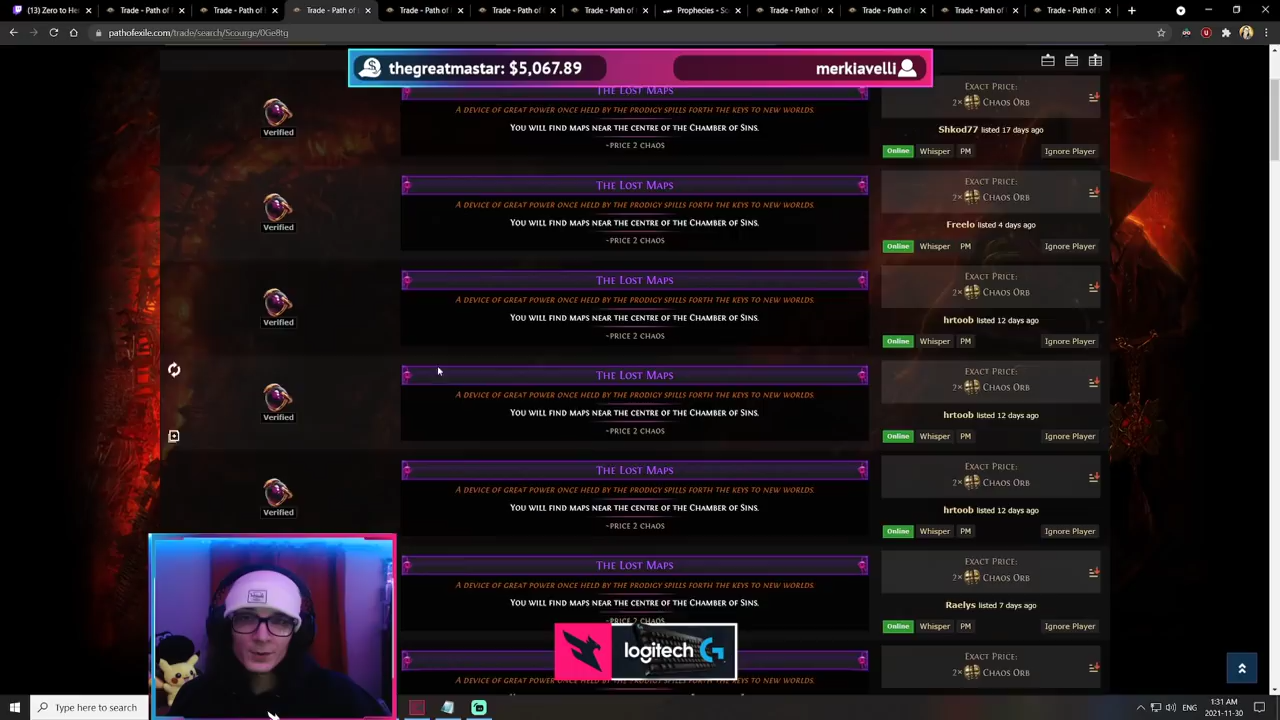 (13) Zero to He
Trade - Path of
Trade - Path of E
Trade - Path of
Trade - Path of E
Trade - Path of
Trade - Path of E
Prophecies - So
Trade - Path of
Trade - Path of E
Trade - Path of
Trade - Path of
pathofexile.com/trade/search/Scourge/0Ge8tg
thegreatmastar: $5,067.89
merkiavelli
Verified
The Lost Maps
A device of great power once held by the Prodigy spills forth the keys to new worlds.
You will find maps near the centre of the Chamber of Sins.
~price 2 chaos
Exact Price:
2× Chaos Orb
Shkod77 listed 17 days ago
Online Whisper PM Ignore Player
Verified
The Lost Maps
A device of great power once held by the Prodigy spills forth the keys to new worlds.
You will find maps near the centre of the Chamber of Sins.
~price 2 chaos
Exact Price:
2× Chaos Orb
Freelo listed 4 days ago
Online Whisper PM Ignore Player
Verified
The Lost Maps
A device of great power once held by the Prodigy spills forth the keys to new worlds.
You will find maps near the centre of the Chamber of Sins.
~price 2 chaos
Exact Price:
2× Chaos Orb
hrtoob listed 12 days ago
Online Whisper PM Ignore Player
Verified
The Lost Maps
A device of great power once held by the Prodigy spills forth the keys to new worlds.
You will find maps near the centre of the Chamber of Sins.
~price 2 chaos
Exact Price:
2× Chaos Orb
hrtoob listed 12 days ago
Online Whisper PM Ignore Player
Verified
The Lost Maps
A device of great power once held by the Prodigy spills forth the keys to new worlds.
You will find maps near the centre of the Chamber of Sins.
~price 2 chaos
Exact Price:
2× Chaos Orb
hrtoob listed 12 days ago
Online Whisper PM Ignore Player
The Lost Maps
A device of great power once held by the Prodigy spills forth the keys to new worlds.
You will find maps near the centre of the Chamber of Sins.
~price 2 chaos
Exact Price:
2× Chaos Orb
Raelys listed 7 days ago
Online Whisper PM Ignore Player
logitech G
Exact Price:
2× Chaos Orb
Type here to search
ENG
1:31 AM
2021-11-30